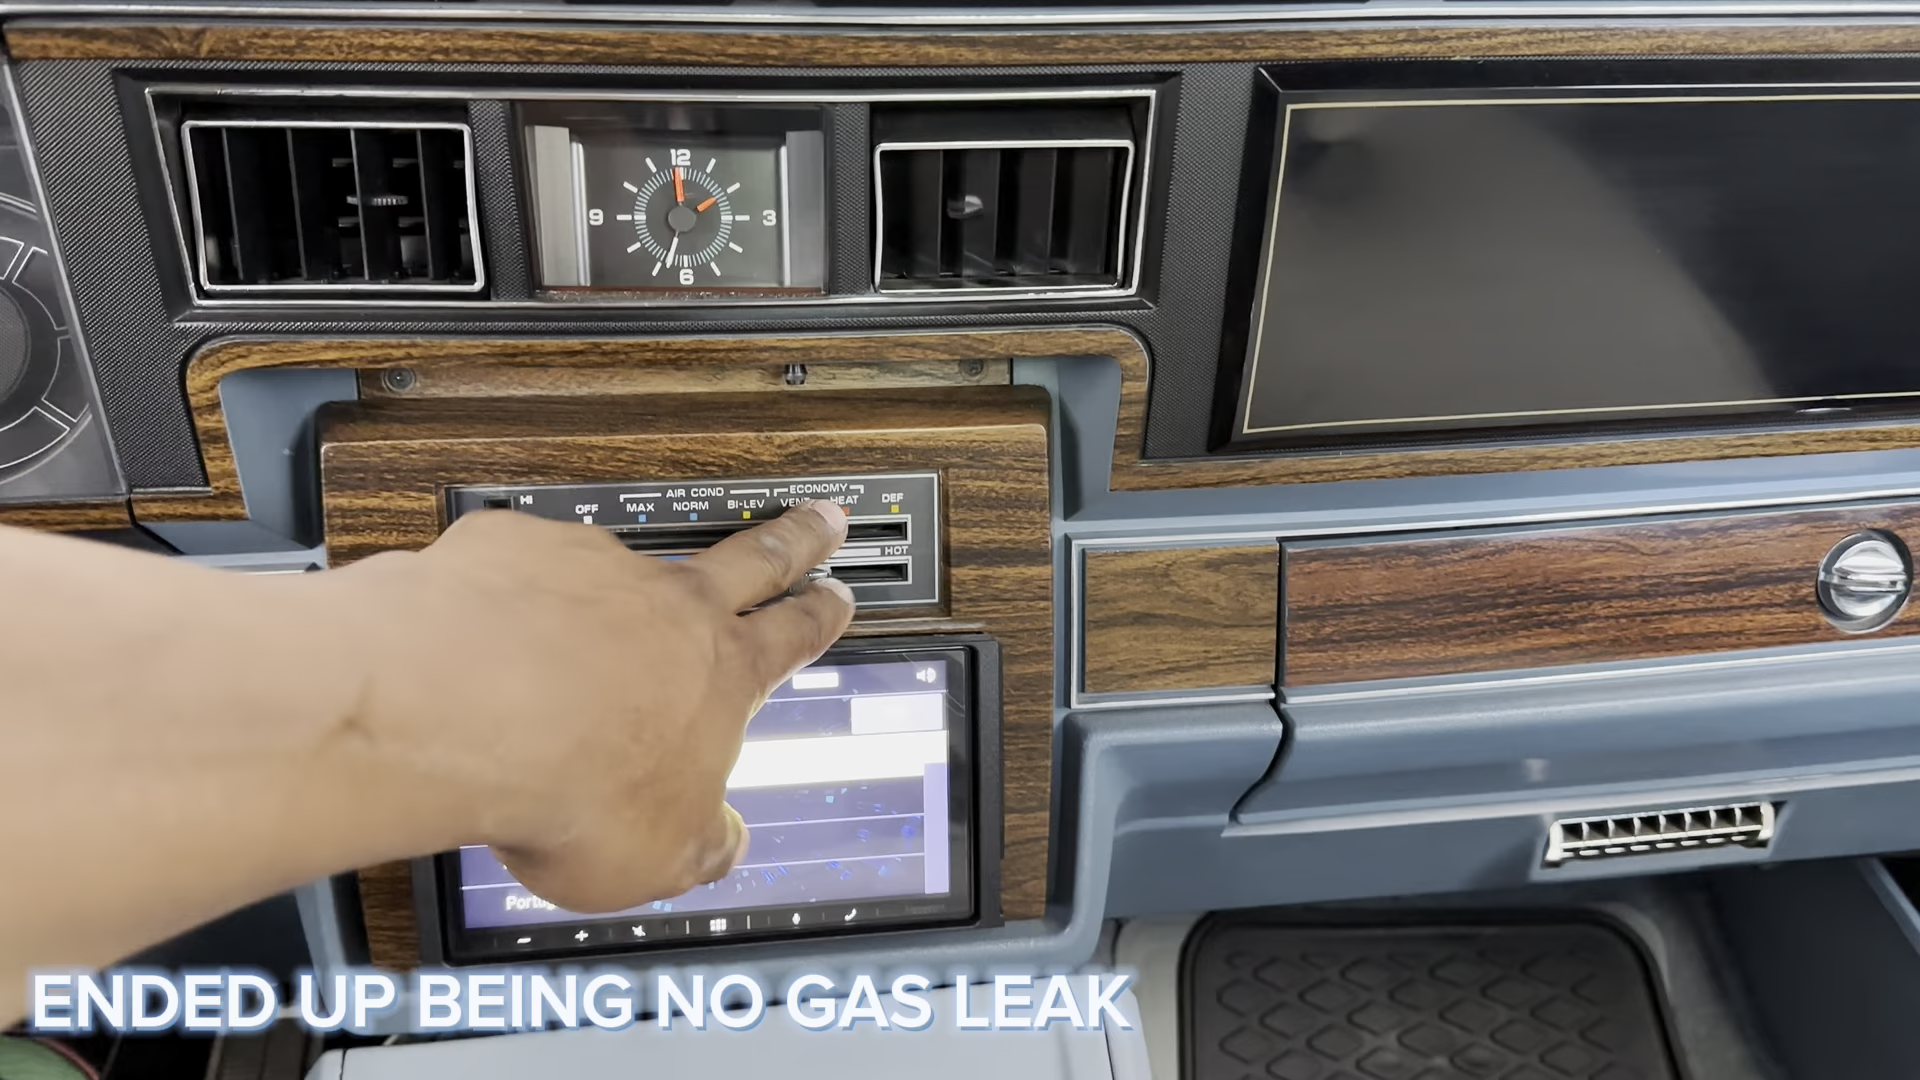 12
9 3
6
AIR COND ECONOMY
HI OFF MAX NORM BI-LEV VENT HEAT DEF
HOT
ENDED UP BEING NO GAS LEAK